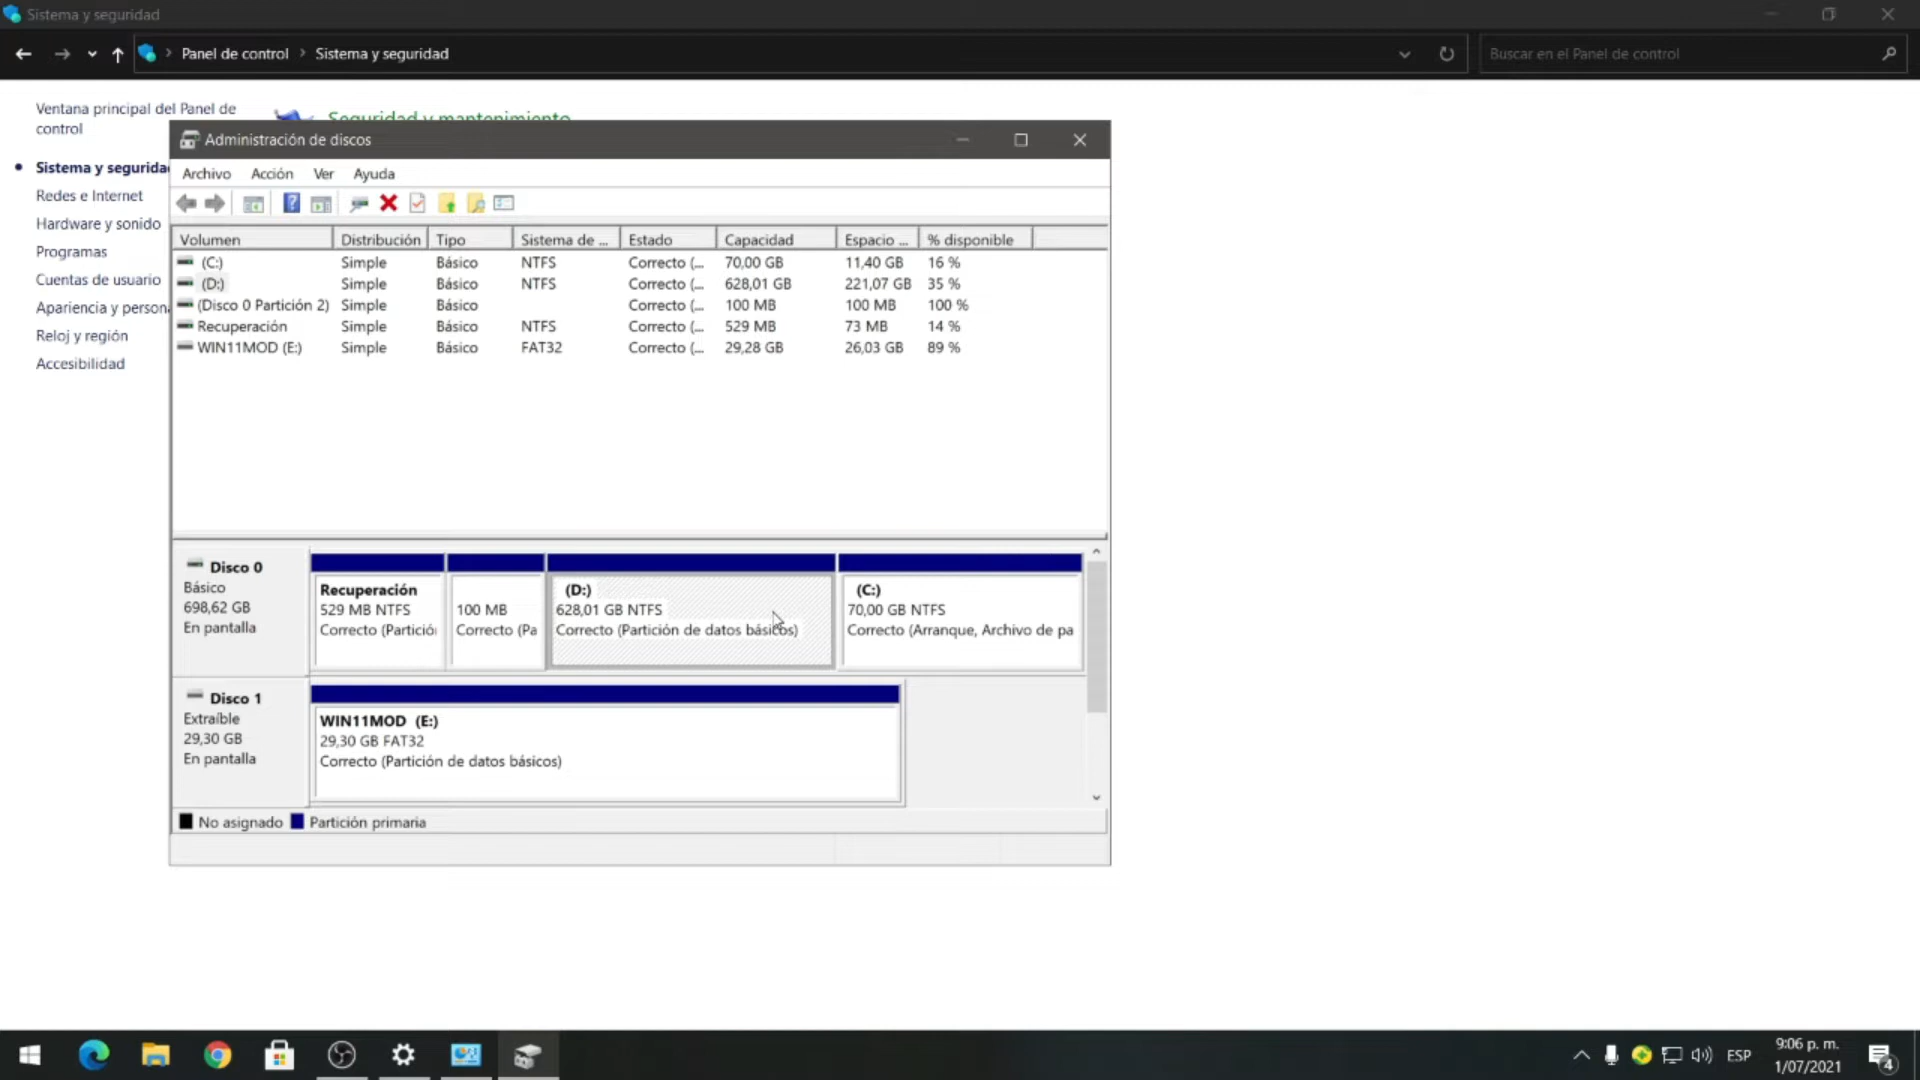 Sistema y seguridad
Panel de control > Sistema y seguridad
Buscar en el Panel de control
Ventana principal del Panel de
control
Seguridad y mantenimiento
Sistema y segurida
Redes e Internet
Hardware y sonido
Programas
Cuentas de usuario
Apariencia y person
Reloj y región
Accesibilidad
Administración de discos
Archivo Acción Ver Ayuda
Volumen Distribución Tipo Sistema de ... Estado Capacidad Espacio ... % disponible
(C:) Simple Básico NTFS Correcto (... 70,00 GB 11,40 GB 16 %
(D:) Simple Básico NTFS Correcto (... 628,01 GB 221,07 GB 35 %
(Disco 0 Partición 2) Simple Básico Correcto (... 100 MB 100 MB 100 %
Recuperación Simple Básico NTFS Correcto (... 529 MB 73 MB 14 %
WIN11MOD (E:) Simple Básico FAT32 Correcto (... 29,28 GB 26,03 GB 89 %
Disco 0
Básico
698,62 GB
En pantalla
Recuperación
529 MB NTFS
Correcto (Partició
100 MB
Correcto (Pa
(D:)
628,01 GB NTFS
Correcto (Partición de datos básicos)
(C:)
70,00 GB NTFS
Correcto (Arranque, Archivo de pa
Disco 1
Extraíble
29,30 GB
En pantalla
WIN11MOD (E:)
29,30 GB FAT32
Correcto (Partición de datos básicos)
No asignado Partición primaria
ESP
9:06 p. m.
1/07/2021
4